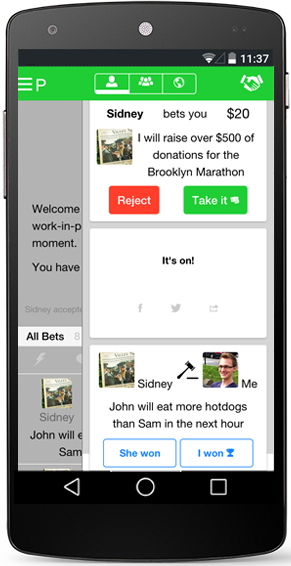 11:37
P
Sidney bets you $20
I will raise over $500 of
donations for the
Brooklyn Marathon
Reject
Take it
It's on!
Sidney
Me
John will eat more hotdogs
than Sam in the next hour
She won
I won
Welcome
work-in-p
moment.
You have
Sidney accepte
All Bets 8
Sidney
John will e
Sam